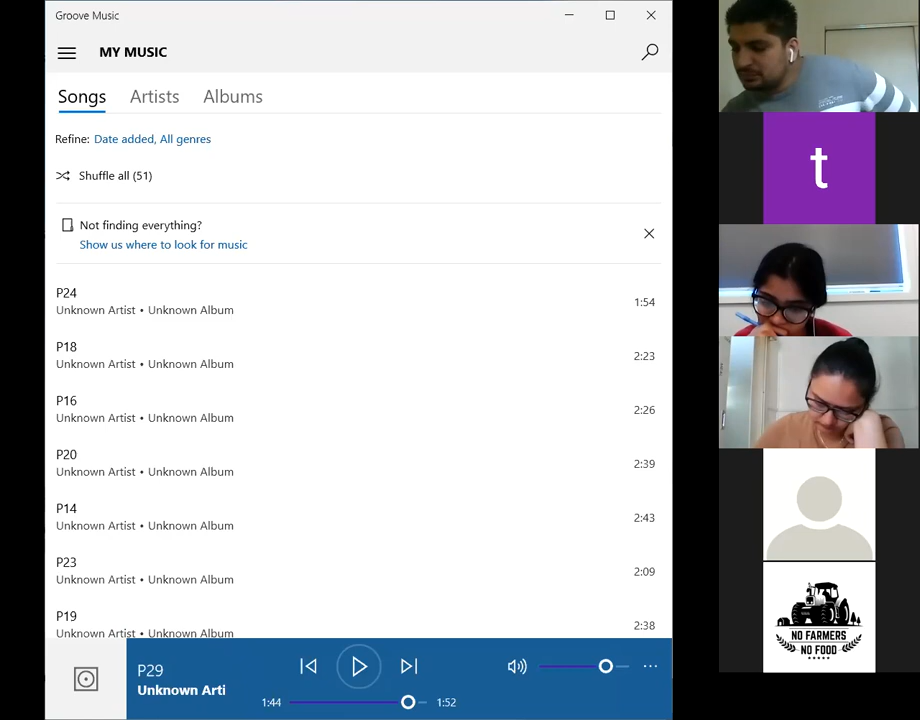 Groove Music
MY MUSIC
Songs Artists Albums
Refine: Date added, All genres
Shuffle all (51)
Not finding everything?
Show us where to look for music
P24
Unknown Artist • Unknown Album
1:54
P18
Unknown Artist • Unknown Album
2:23
P16
Unknown Artist • Unknown Album
2:26
P20
Unknown Artist • Unknown Album
2:39
P14
Unknown Artist • Unknown Album
2:43
P23
Unknown Artist • Unknown Album
2:09
P19
Unknown Artist • Unknown Album
2:38
P29
Unknown Arti
1:44
1:52
t
NO FARMERS
NO FOOD